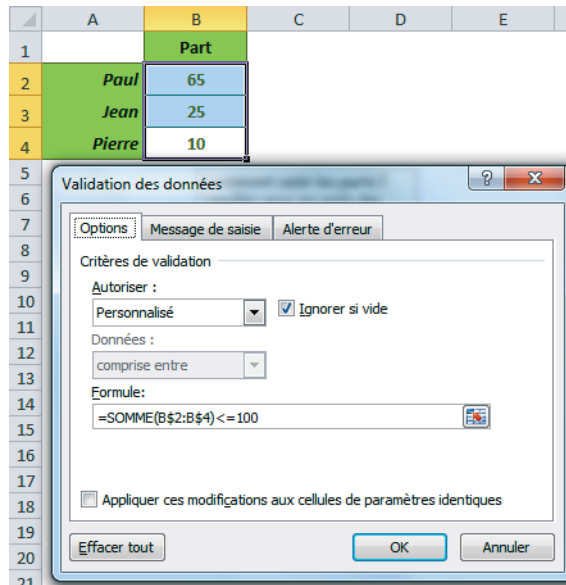 A B C D E
1 Part
2 Paul 65
3 Jean 25
4 Pierre 10
5
6 Validation des données
7 Options Message de saisie Alerte d'erreur
8
9 Critères de validation
10 Autoriser :
11 Personnalisé Ignorer si vide
12 Données :
13 comprise entre
14 Formule:
15 =SOMME(B$2:B$4)<=100
16
17
18 Appliquer ces modifications aux cellules de paramètres identiques
19
20 Effacer tout OK Annuler
21